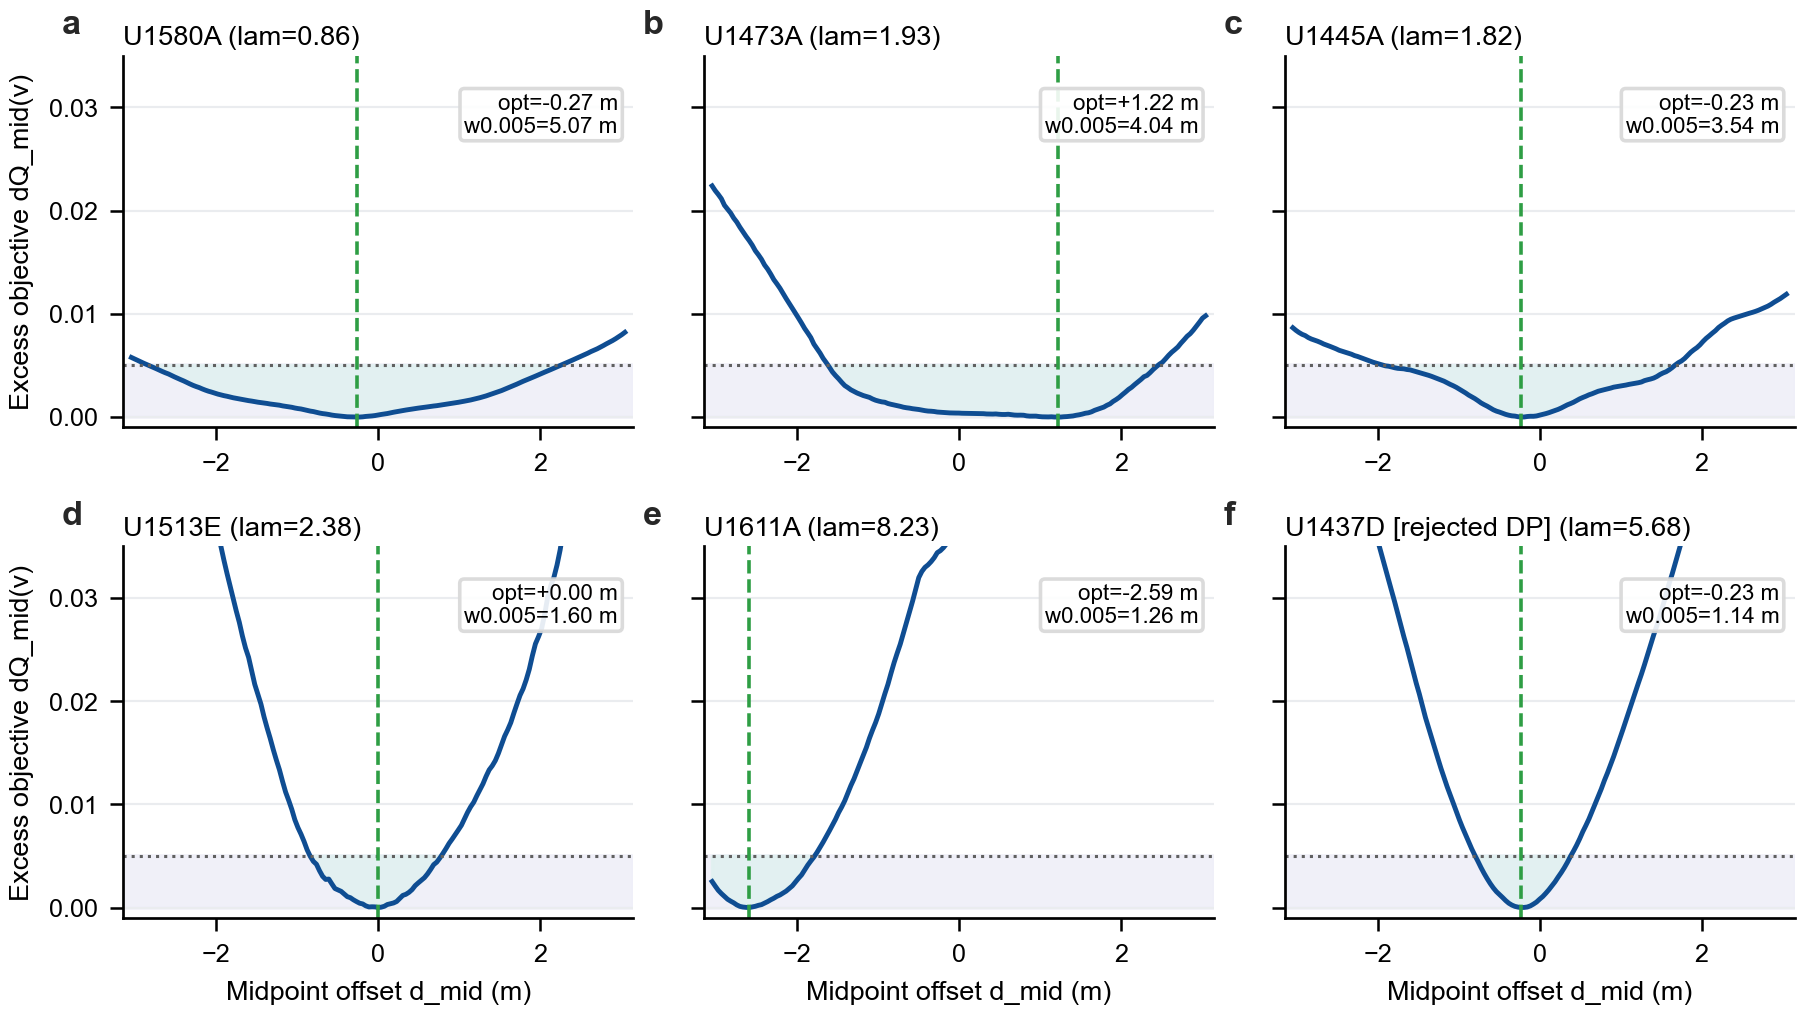 a
U1580A (lam=0.86)
opt=-0.27 m
w0.005=5.07 m
Excess objective dQ_mid(v)
0.03
0.02
0.01
0.00
−2
0
2
b
U1473A (lam=1.93)
opt=+1.22 m
w0.005=4.04 m
−2
0
2
c
U1445A (lam=1.82)
opt=-0.23 m
w0.005=3.54 m
−2
0
2
d
U1513E (lam=2.38)
opt=+0.00 m
w0.005=1.60 m
Excess objective dQ_mid(v)
0.03
0.02
0.01
0.00
−2
0
2
Midpoint offset d_mid (m)
e
U1611A (lam=8.23)
opt=-2.59 m
w0.005=1.26 m
−2
0
2
Midpoint offset d_mid (m)
f
U1437D [rejected DP] (lam=5.68)
opt=-0.23 m
w0.005=1.14 m
−2
0
2
Midpoint offset d_mid (m)